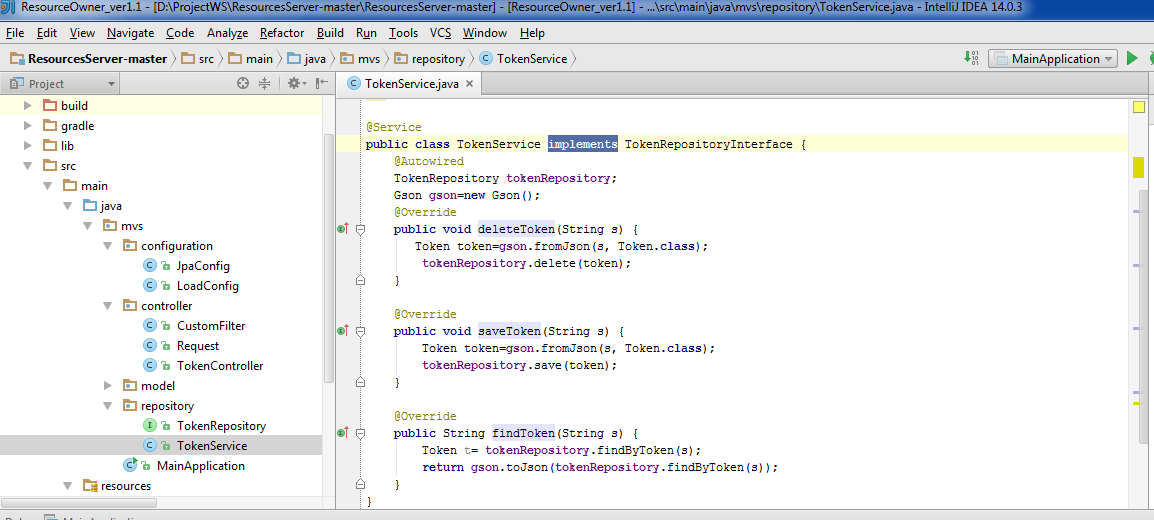 ResourceOwner_ver1.1 - [D:\ProjectWS\ResourcesServer-master\ResourcesServer-master] - [ResourceOwner_ver1.1] - ...\src\main\java\mvs\repository\TokenService.java - IntelliJ IDEA 14.0.3
File Edit View Navigate Code Analyze Refactor Build Run Tools VCS Window Help
ResourcesServer-master src main java mvs repository TokenService MainApplication
Project
TokenService.java
build
gradle
lib
src
main
java
mvs
configuration
JpaConfig
LoadConfig
controller
CustomFilter
Request
TokenController
model
repository
TokenRepository
TokenService
MainApplication
resources
@Service
public class TokenService implements TokenRepositoryInterface {
@Autowired
TokenRepository tokenRepository;
Gson gson=new Gson();
@Override
public void deleteToken(String s) {
Token token=gson.fromJson(s, Token.class);
tokenRepository.delete(token);
}
@Override
public void saveToken(String s) {
Token token=gson.fromJson(s, Token.class);
tokenRepository.save(token);
}
@Override
public String findToken(String s) {
Token t= tokenRepository.findByToken(s);
return gson.toJson(tokenRepository.findByToken(s));
}
}